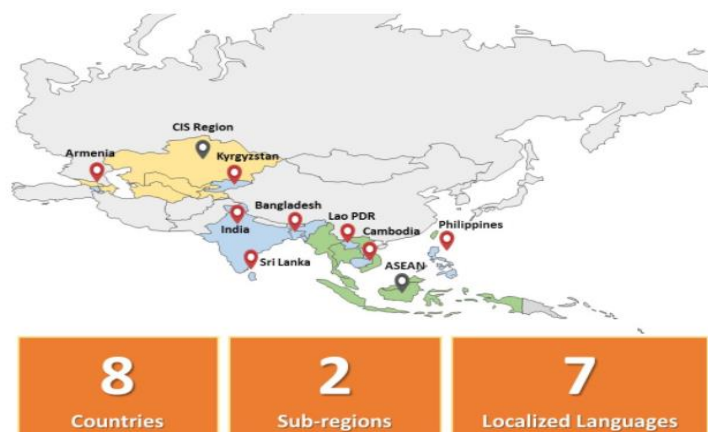 CIS Region
Armenia
Kyrgyzstan
Bangladesh
Lao PDR
Philippines
India
Cambodia
Sri Lanka
ASEAN
8
Countries
2
Sub-regions
7
Localized Languages